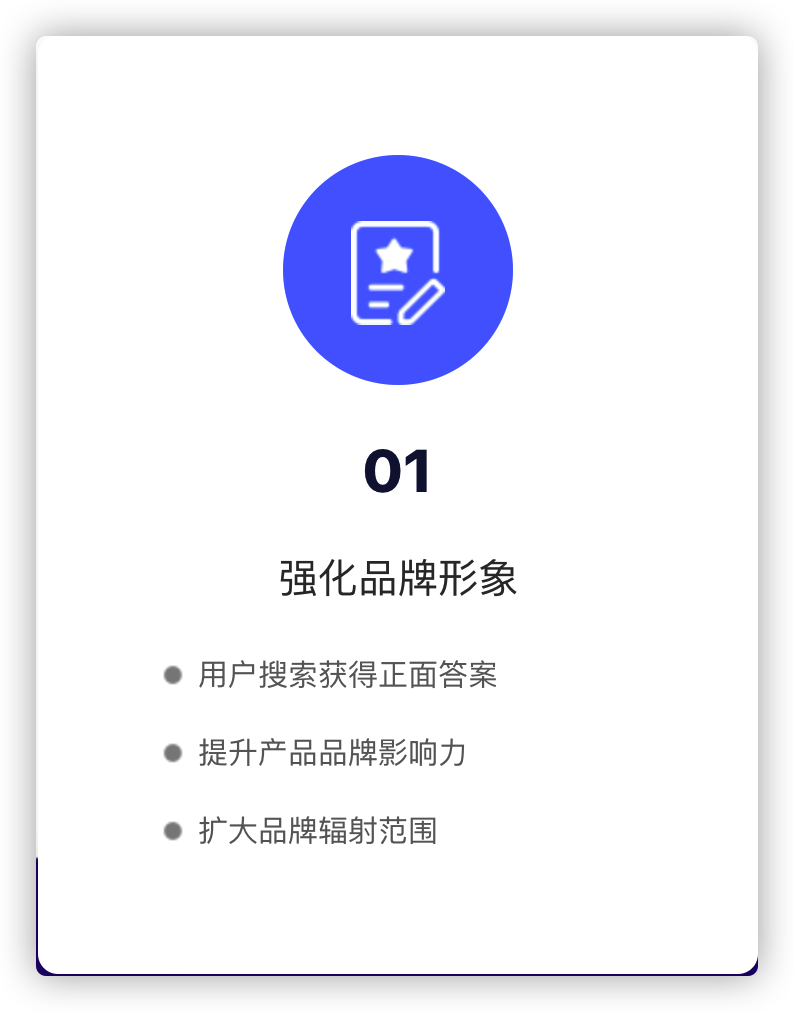 01
强化品牌形象
用户搜索获得正面答案
提升产品品牌影响力
扩大品牌辐射范围